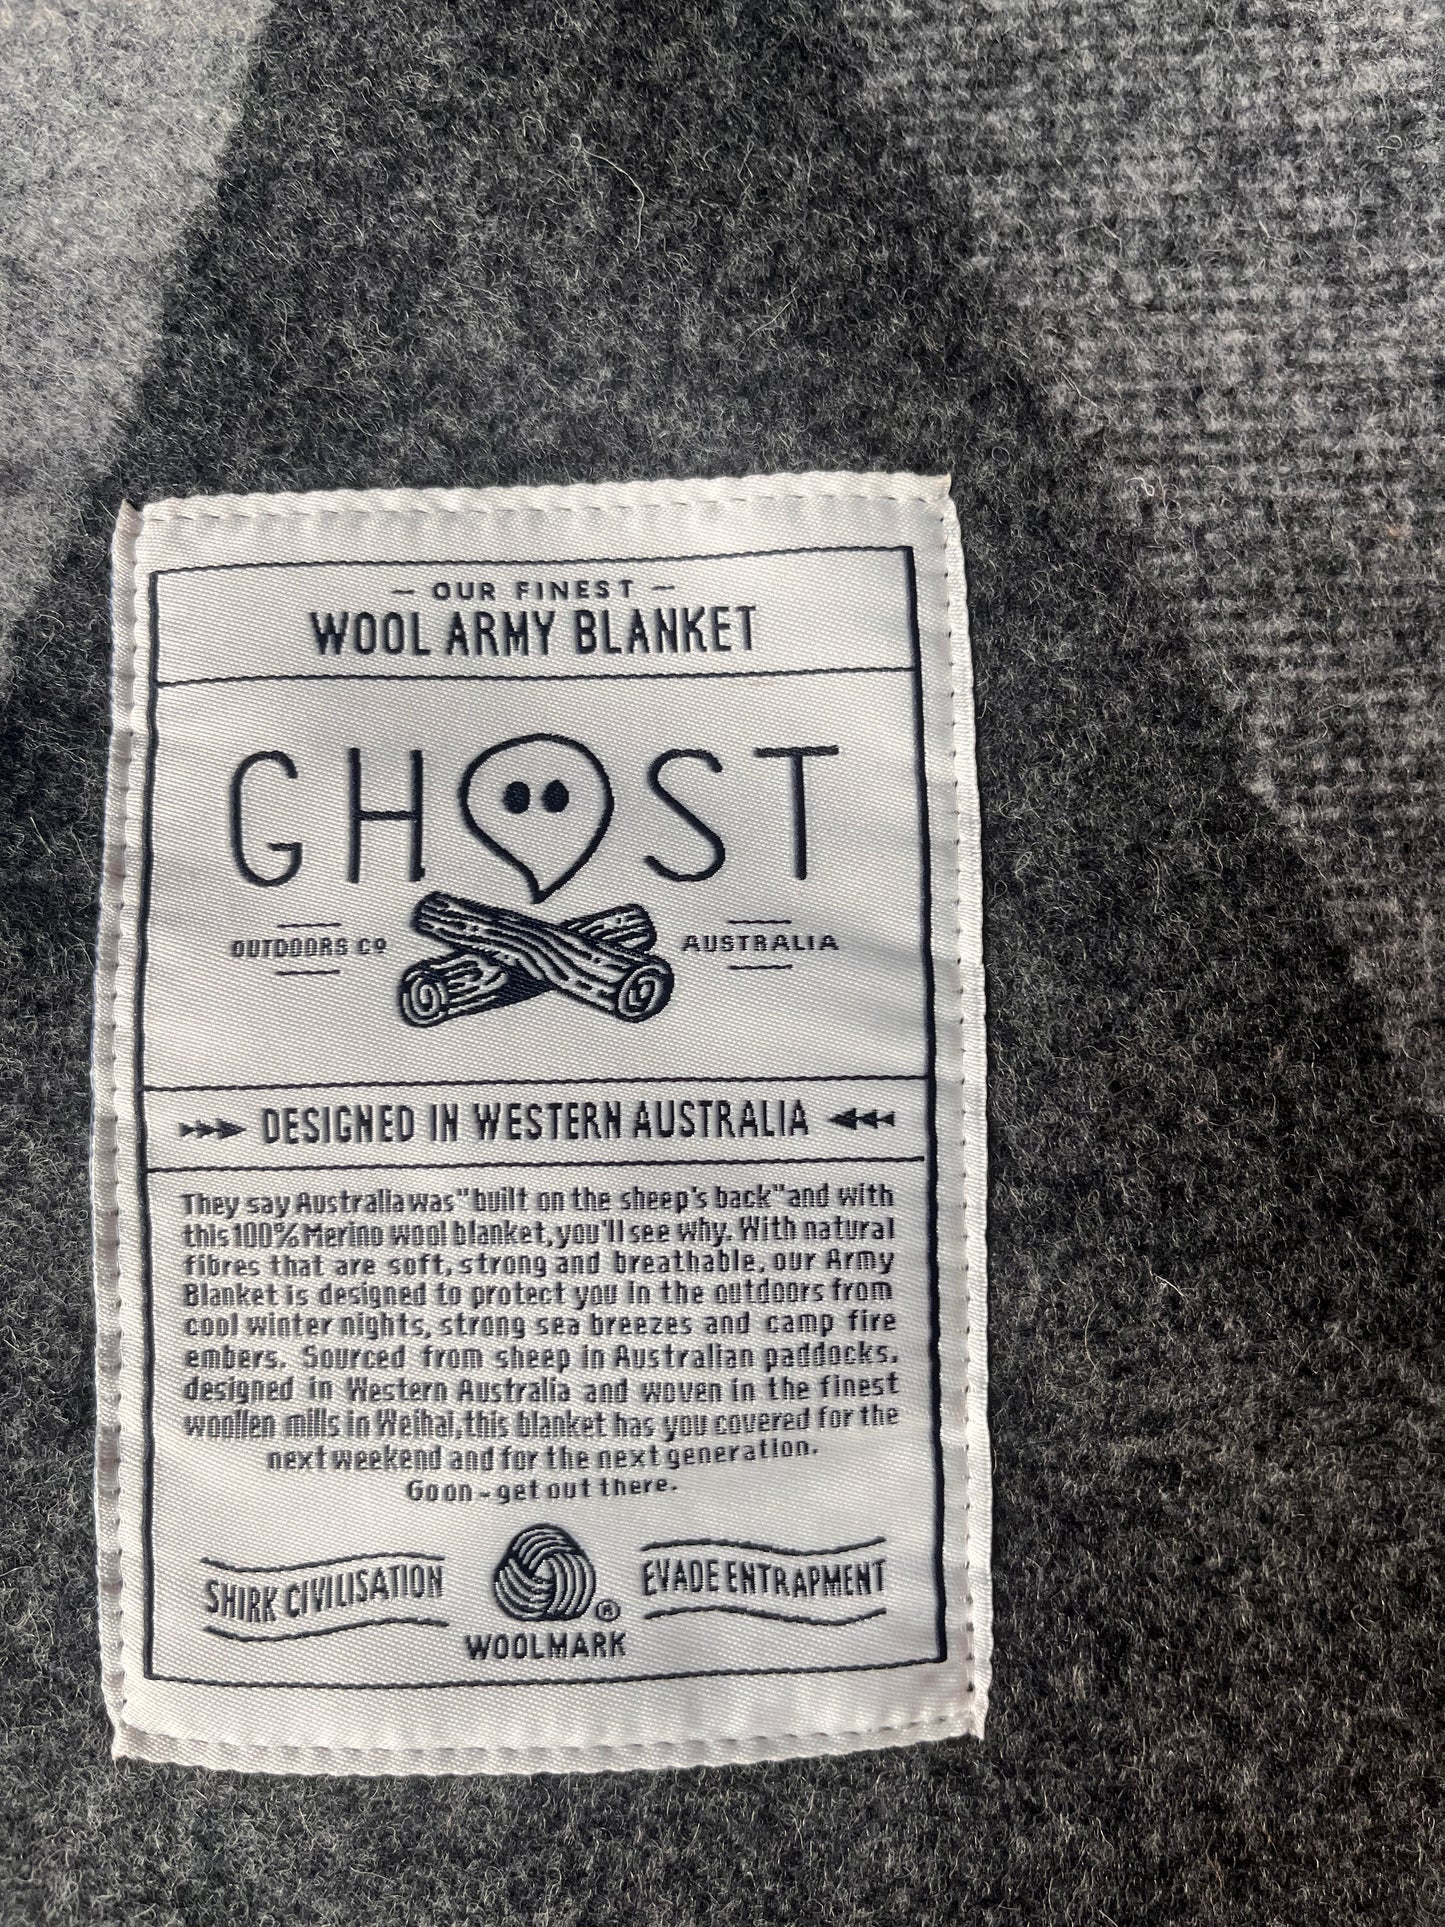 – OUR FINEST –
WOOL ARMY BLANKET
GHOST
OUTDOORS CO
AUSTRALIA
DESIGNED IN WESTERN AUSTRALIA
They say Australia was "built on the sheep's back" and with
this 100% Merino wool blanket, you'll see why. With natural
fibres that are soft, strong and breathable, our Army
Blanket is designed to protect you in the outdoors from
cool winter nights, strong sea breezes and camp fire
embers. Sourced from sheep in Australian paddocks,
designed in Western Australia and woven in the finest
woollen mills in Weihai, this blanket has you covered for the
next weekend and for the next generation.
Go on - get out there.
SHIRK CIVILISATION
®
WOOLMARK
EVADE ENTRAPMENT